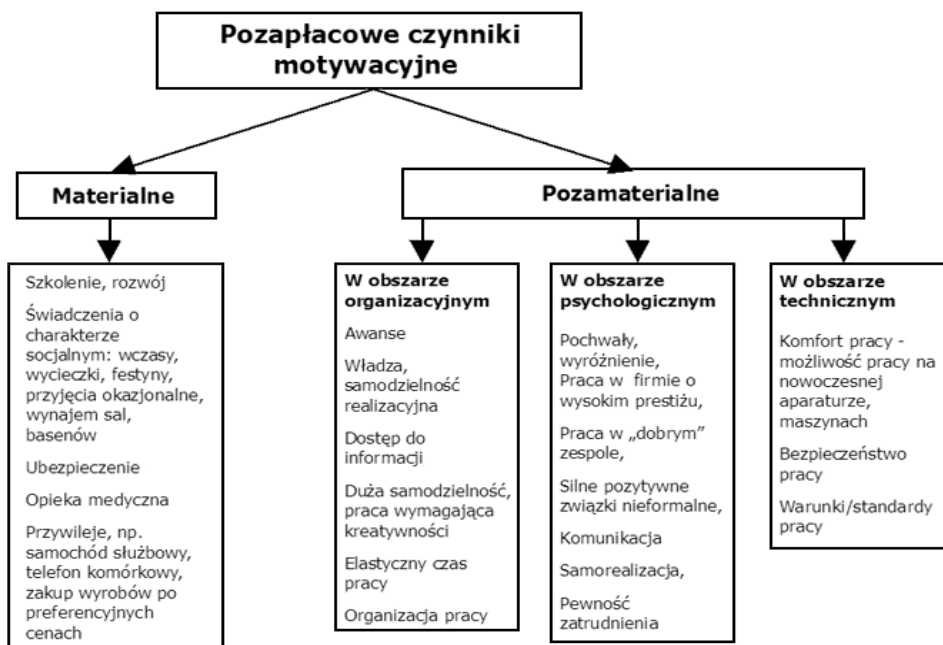 Pozapłacowe czynniki
motywacyjne
Materialne
Pozamaterialne
Szkolenie, rozwój
Świadczenia o
charakterze
socjalnym: wczasy,
wycieczki, festyny,
przyjęcia okazjonalne,
wynajem sal,
basenów
Ubezpieczenie
Opieka medyczna
Przywileje, np.
samochód służbowy,
telefon komórkowy,
zakup wyrobów po
preferencyjnych
cenach
W obszarze
organizacyjnym
Awanse
Władza,
samodzielność
realizacyjna
Dostęp do
informacji
Duża samodzielność,
praca wymagająca
kreatywności
Elastyczny czas
pracy
Organizacja pracy
W obszarze
psychologicznym
Pochwały,
wyróżnienie,
Praca w firmie o
wysokim prestiżu,
Praca w „dobrym”
zespole,
Silne pozytywne
związki nieformalne,
Komunikacja
Samorealizacja,
Pewność
zatrudnienia
W obszarze
technicznym
Komfort pracy -
możliwość pracy na
nowoczesnej
aparaturze,
maszynach
Bezpieczeństwo
pracy
Warunki/standardy
pracy